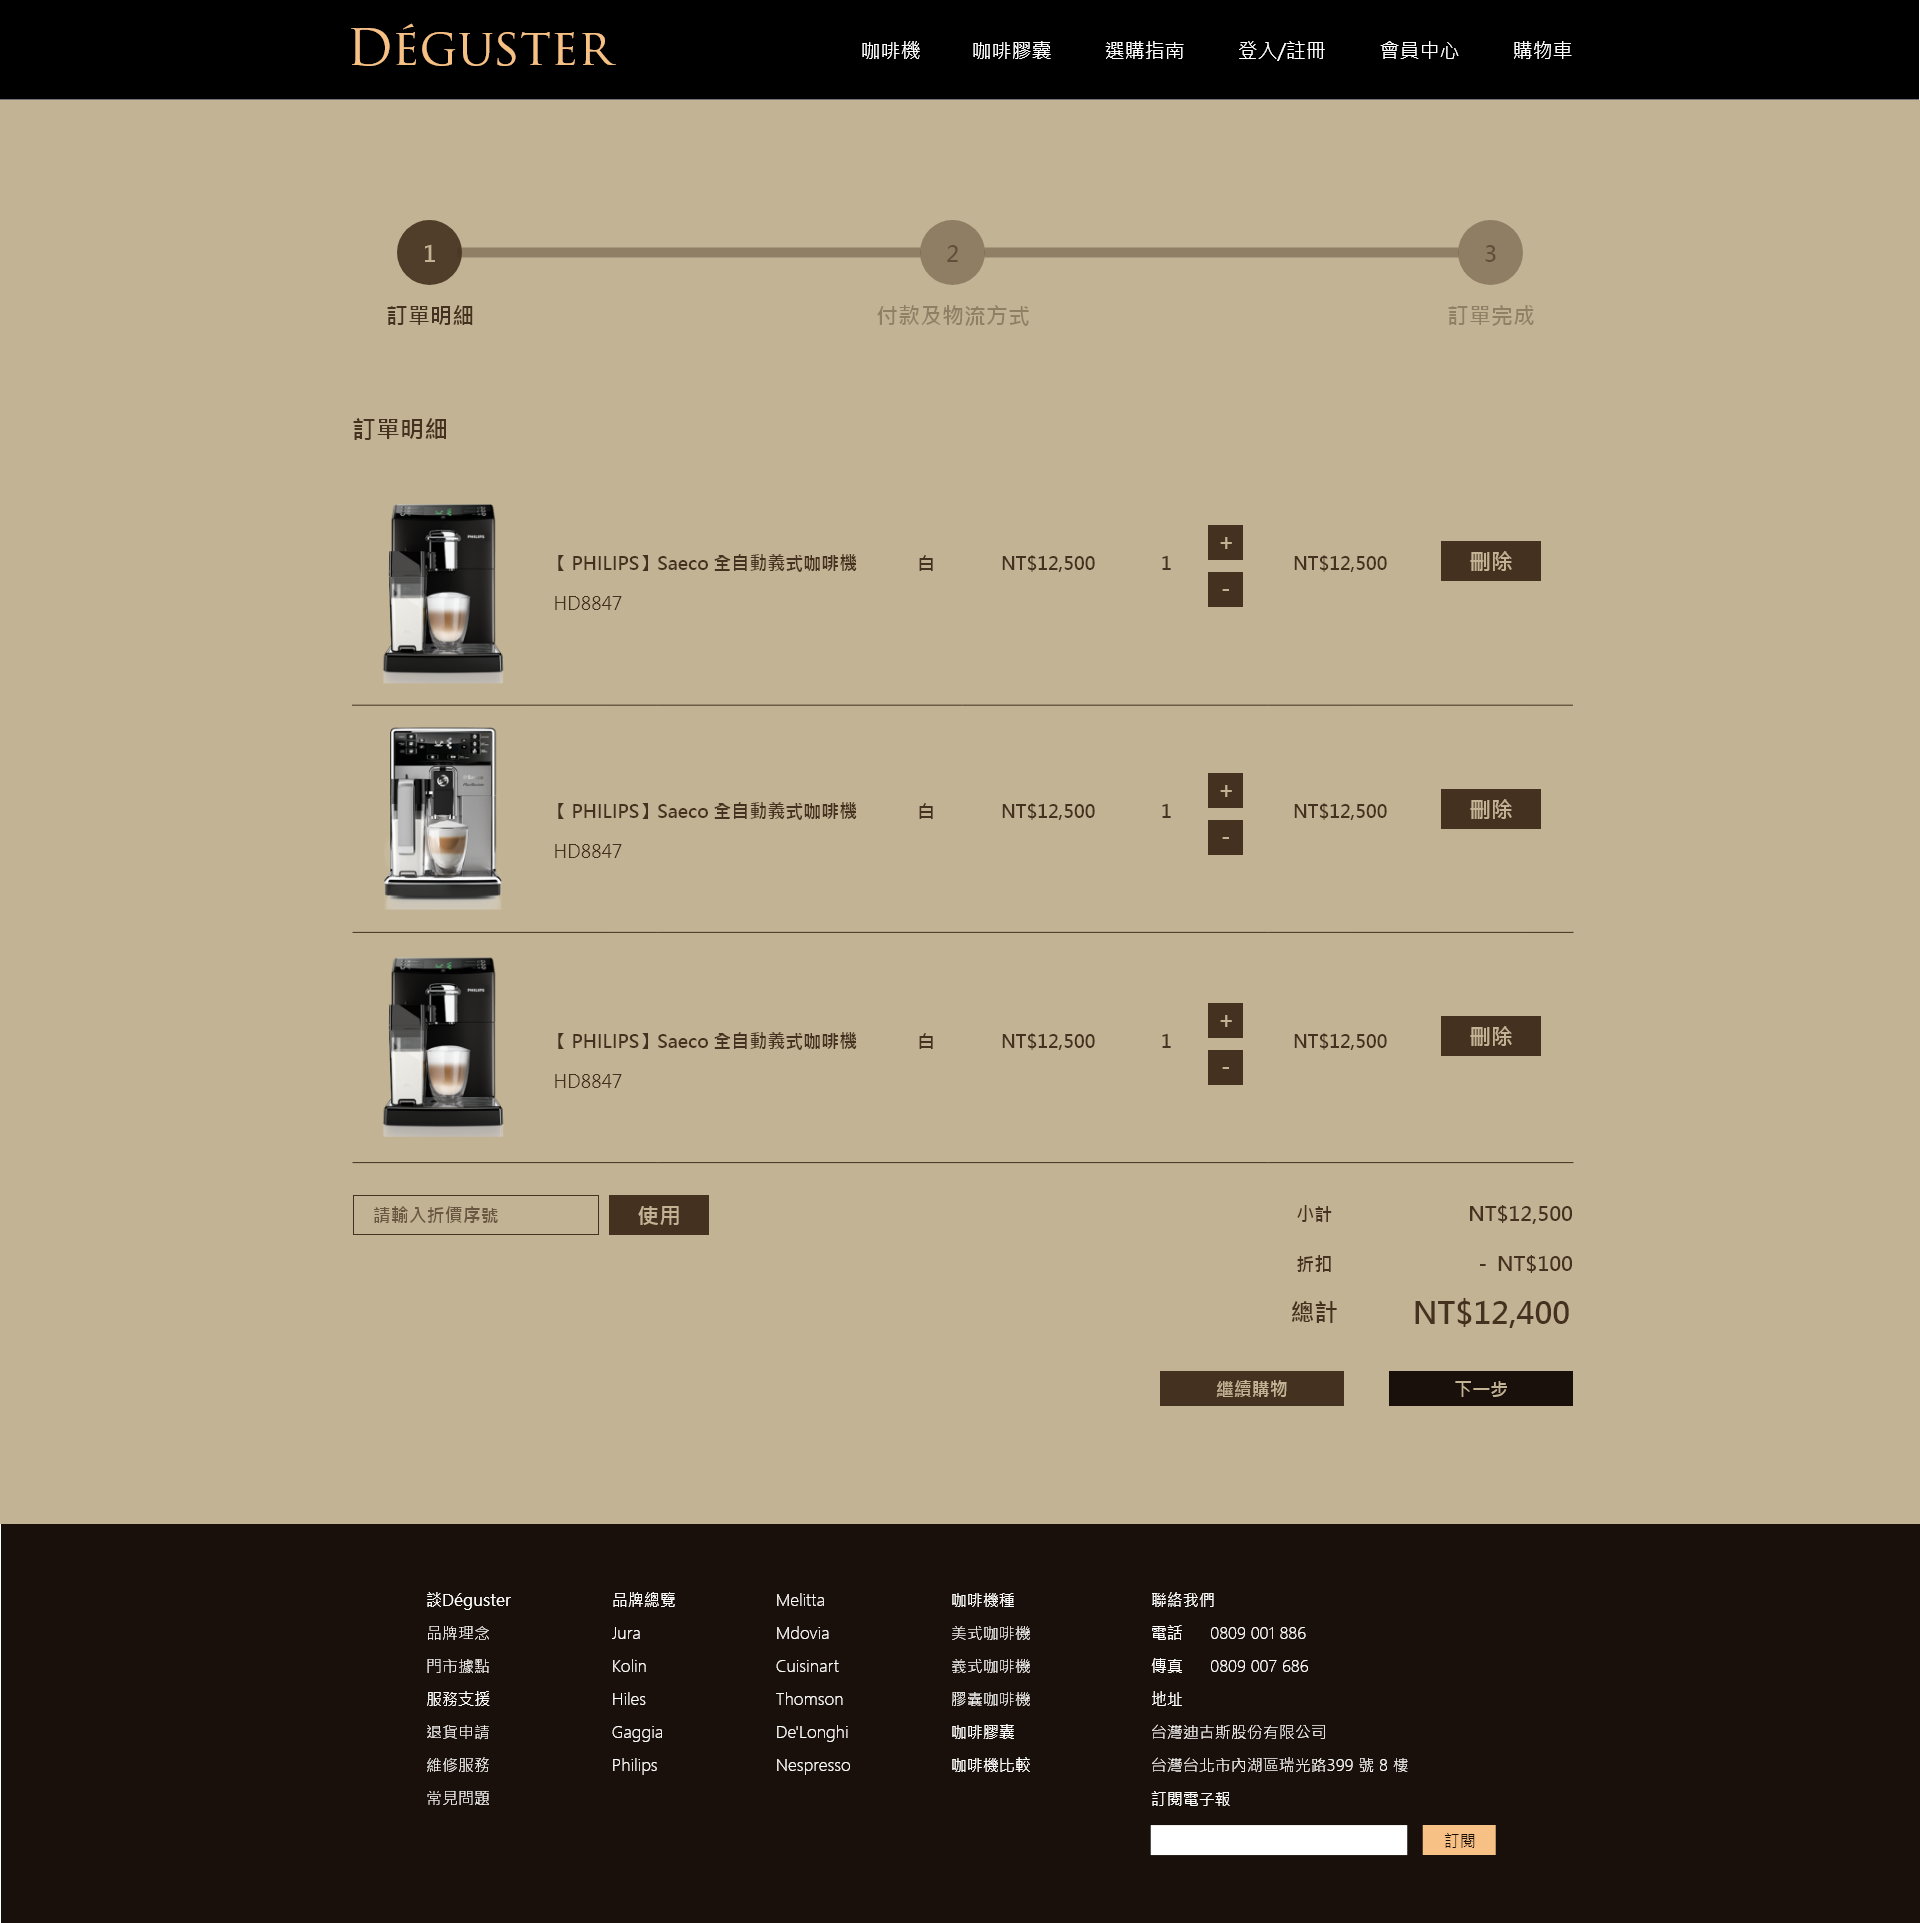 DÉGUSTER
咖啡機 咖啡膠囊 選購指南 登入/註冊 會員中心 購物車
1 2 3
訂單明細 付款及物流方式 訂單完成
訂單明細
PHILIPS
【 PHILIPS】Saeco 全自動義式咖啡機 白 NT$12,500 1 + - NT$12,500 刪除
HD8847
【 PHILIPS】Saeco 全自動義式咖啡機 白 NT$12,500 1 + - NT$12,500 刪除
HD8847
PHILIPS
【 PHILIPS】Saeco 全自動義式咖啡機 白 NT$12,500 1 + - NT$12,500 刪除
HD8847
請輸入折價序號 使用
小計 NT$12,500
折扣 - NT$100
總計 NT$12,400
繼續購物 下一步
談Déguster
品牌理念
門市據點
服務支援
退貨申請
維修服務
常見問題
品牌總覽
Jura
Kolin
Hiles
Gaggia
Philips
Melitta
Mdovia
Cuisinart
Thomson
De'Longhi
Nespresso
咖啡機種
美式咖啡機
義式咖啡機
膠囊咖啡機
咖啡膠囊
咖啡機比較
聯絡我們
電話 0809 001 886
傳真 0809 007 686
地址
台灣迪古斯股份有限公司
台灣台北市內湖區瑞光路399 號 8 樓
訂閱電子報
訂閱